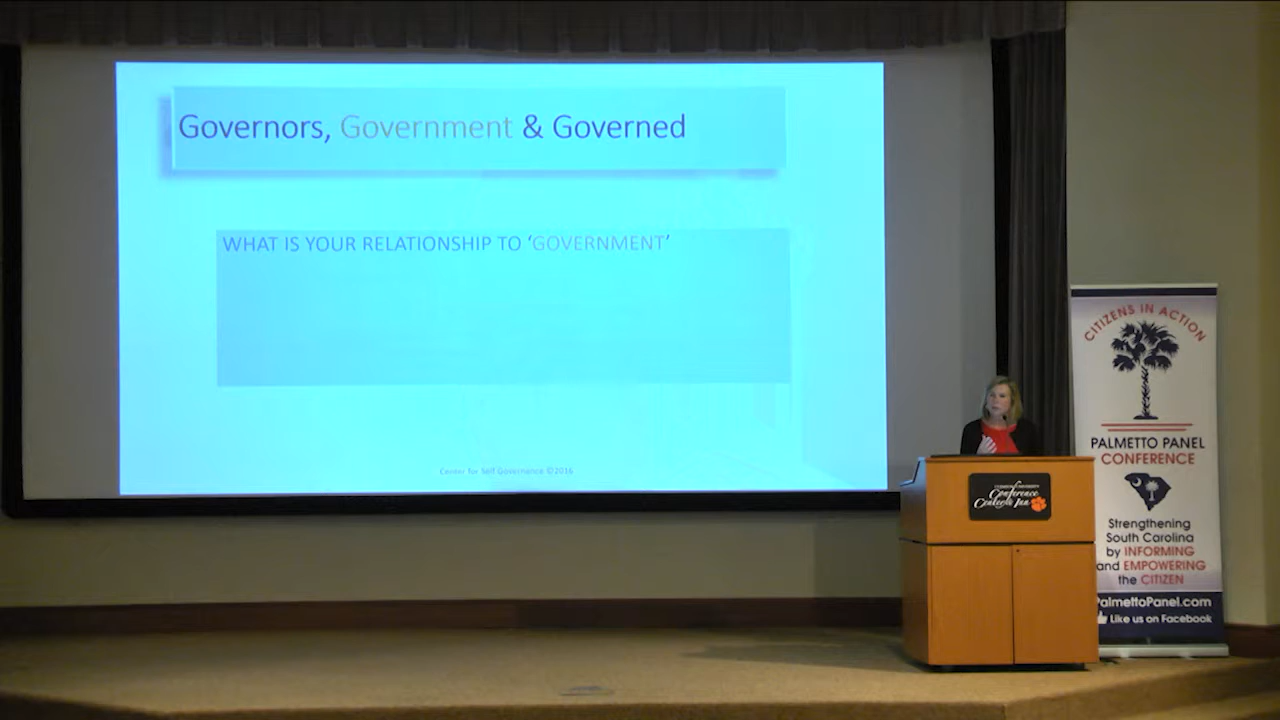 Governors, Government & Governed
WHAT IS YOUR RELATIONSHIP TO ‘GOVERNMENT’
Center for Self Governance ©2016
Conference
Center & Inn
CITIZENS IN ACTION
PALMETTO PANEL
CONFERENCE
Strengthening
South Carolina
by INFORMING
and EMPOWERING
the CITIZEN
PalmettoPanel.com
Like us on Facebook